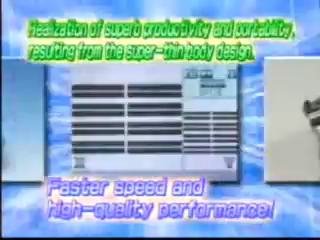 Realization of superb productivity and portability,
resulting from the super-thin body design.
Faster speed and
high-quality performance!